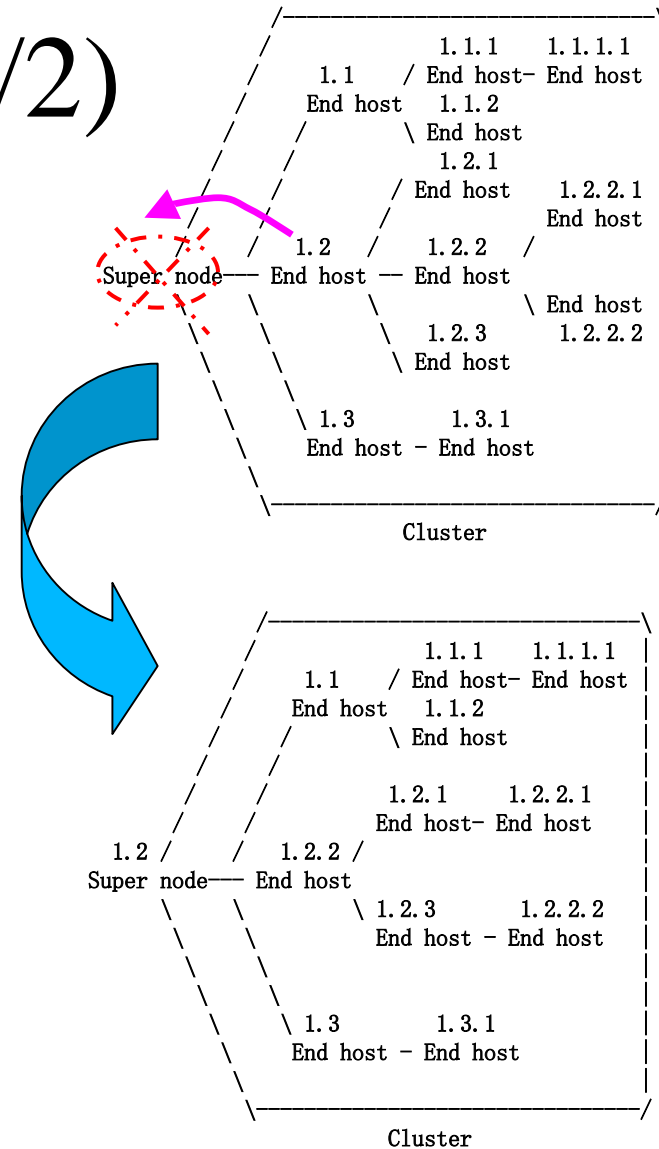 /2)
1.1.1 1.1.1.1
1.1 / End host- End host
End host 1.1.2
\ End host
1.2.1
/ End host 1.2.2.1
End host
1.2 / 1.2.2 /
Super node--- End host -- End host
\ \ End host
\ 1.2.3 1.2.2.2
\ End host
\ 1.3 1.3.1
End host - End host
Cluster
1.1.1 1.1.1.1
1.1 / End host- End host
End host 1.1.2
\ End host
1.2.1 1.2.2.1
End host- End host
1.2 / / 1.2.2 /
Super node--- End host
\ 1.2.3 1.2.2.2
End host - End host
\ 1.3 1.3.1
End host - End host
Cluster